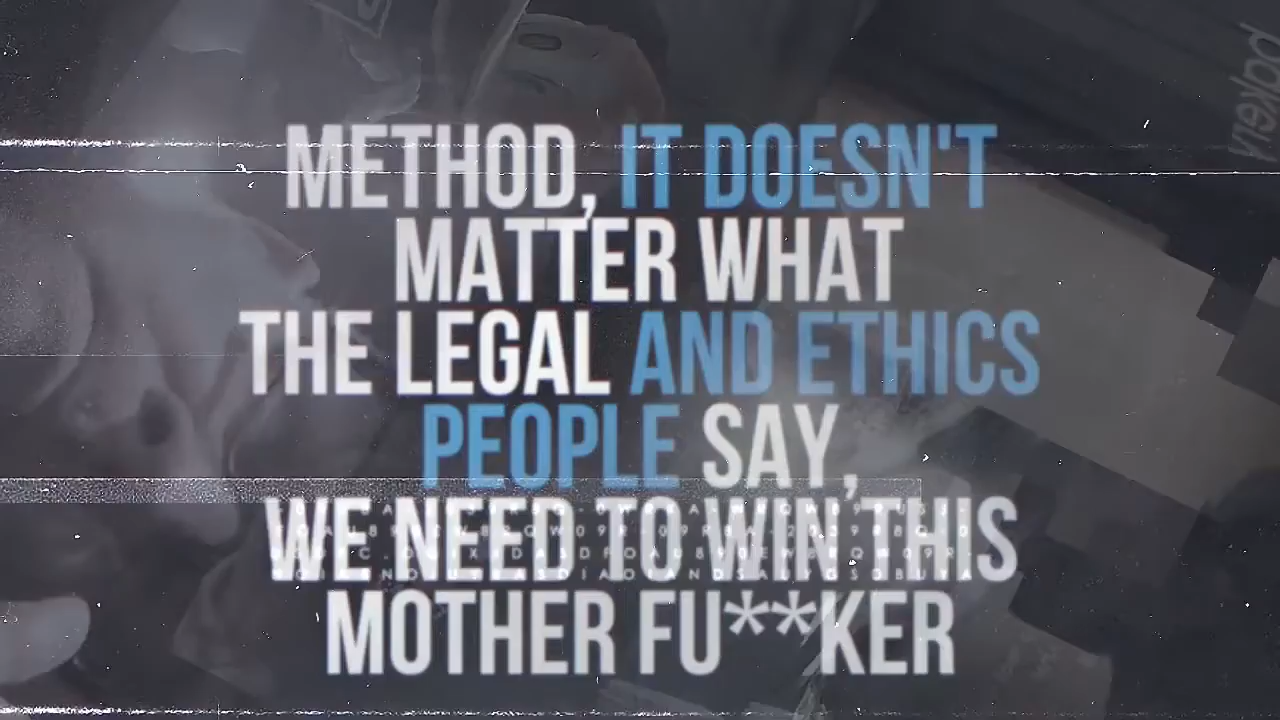 METHOD, IT DOESN'T
MATTER WHAT
THE LEGAL AND ETHICS
PEOPLE SAY,
WE NEED TO WIN THIS
MOTHER FU**KER